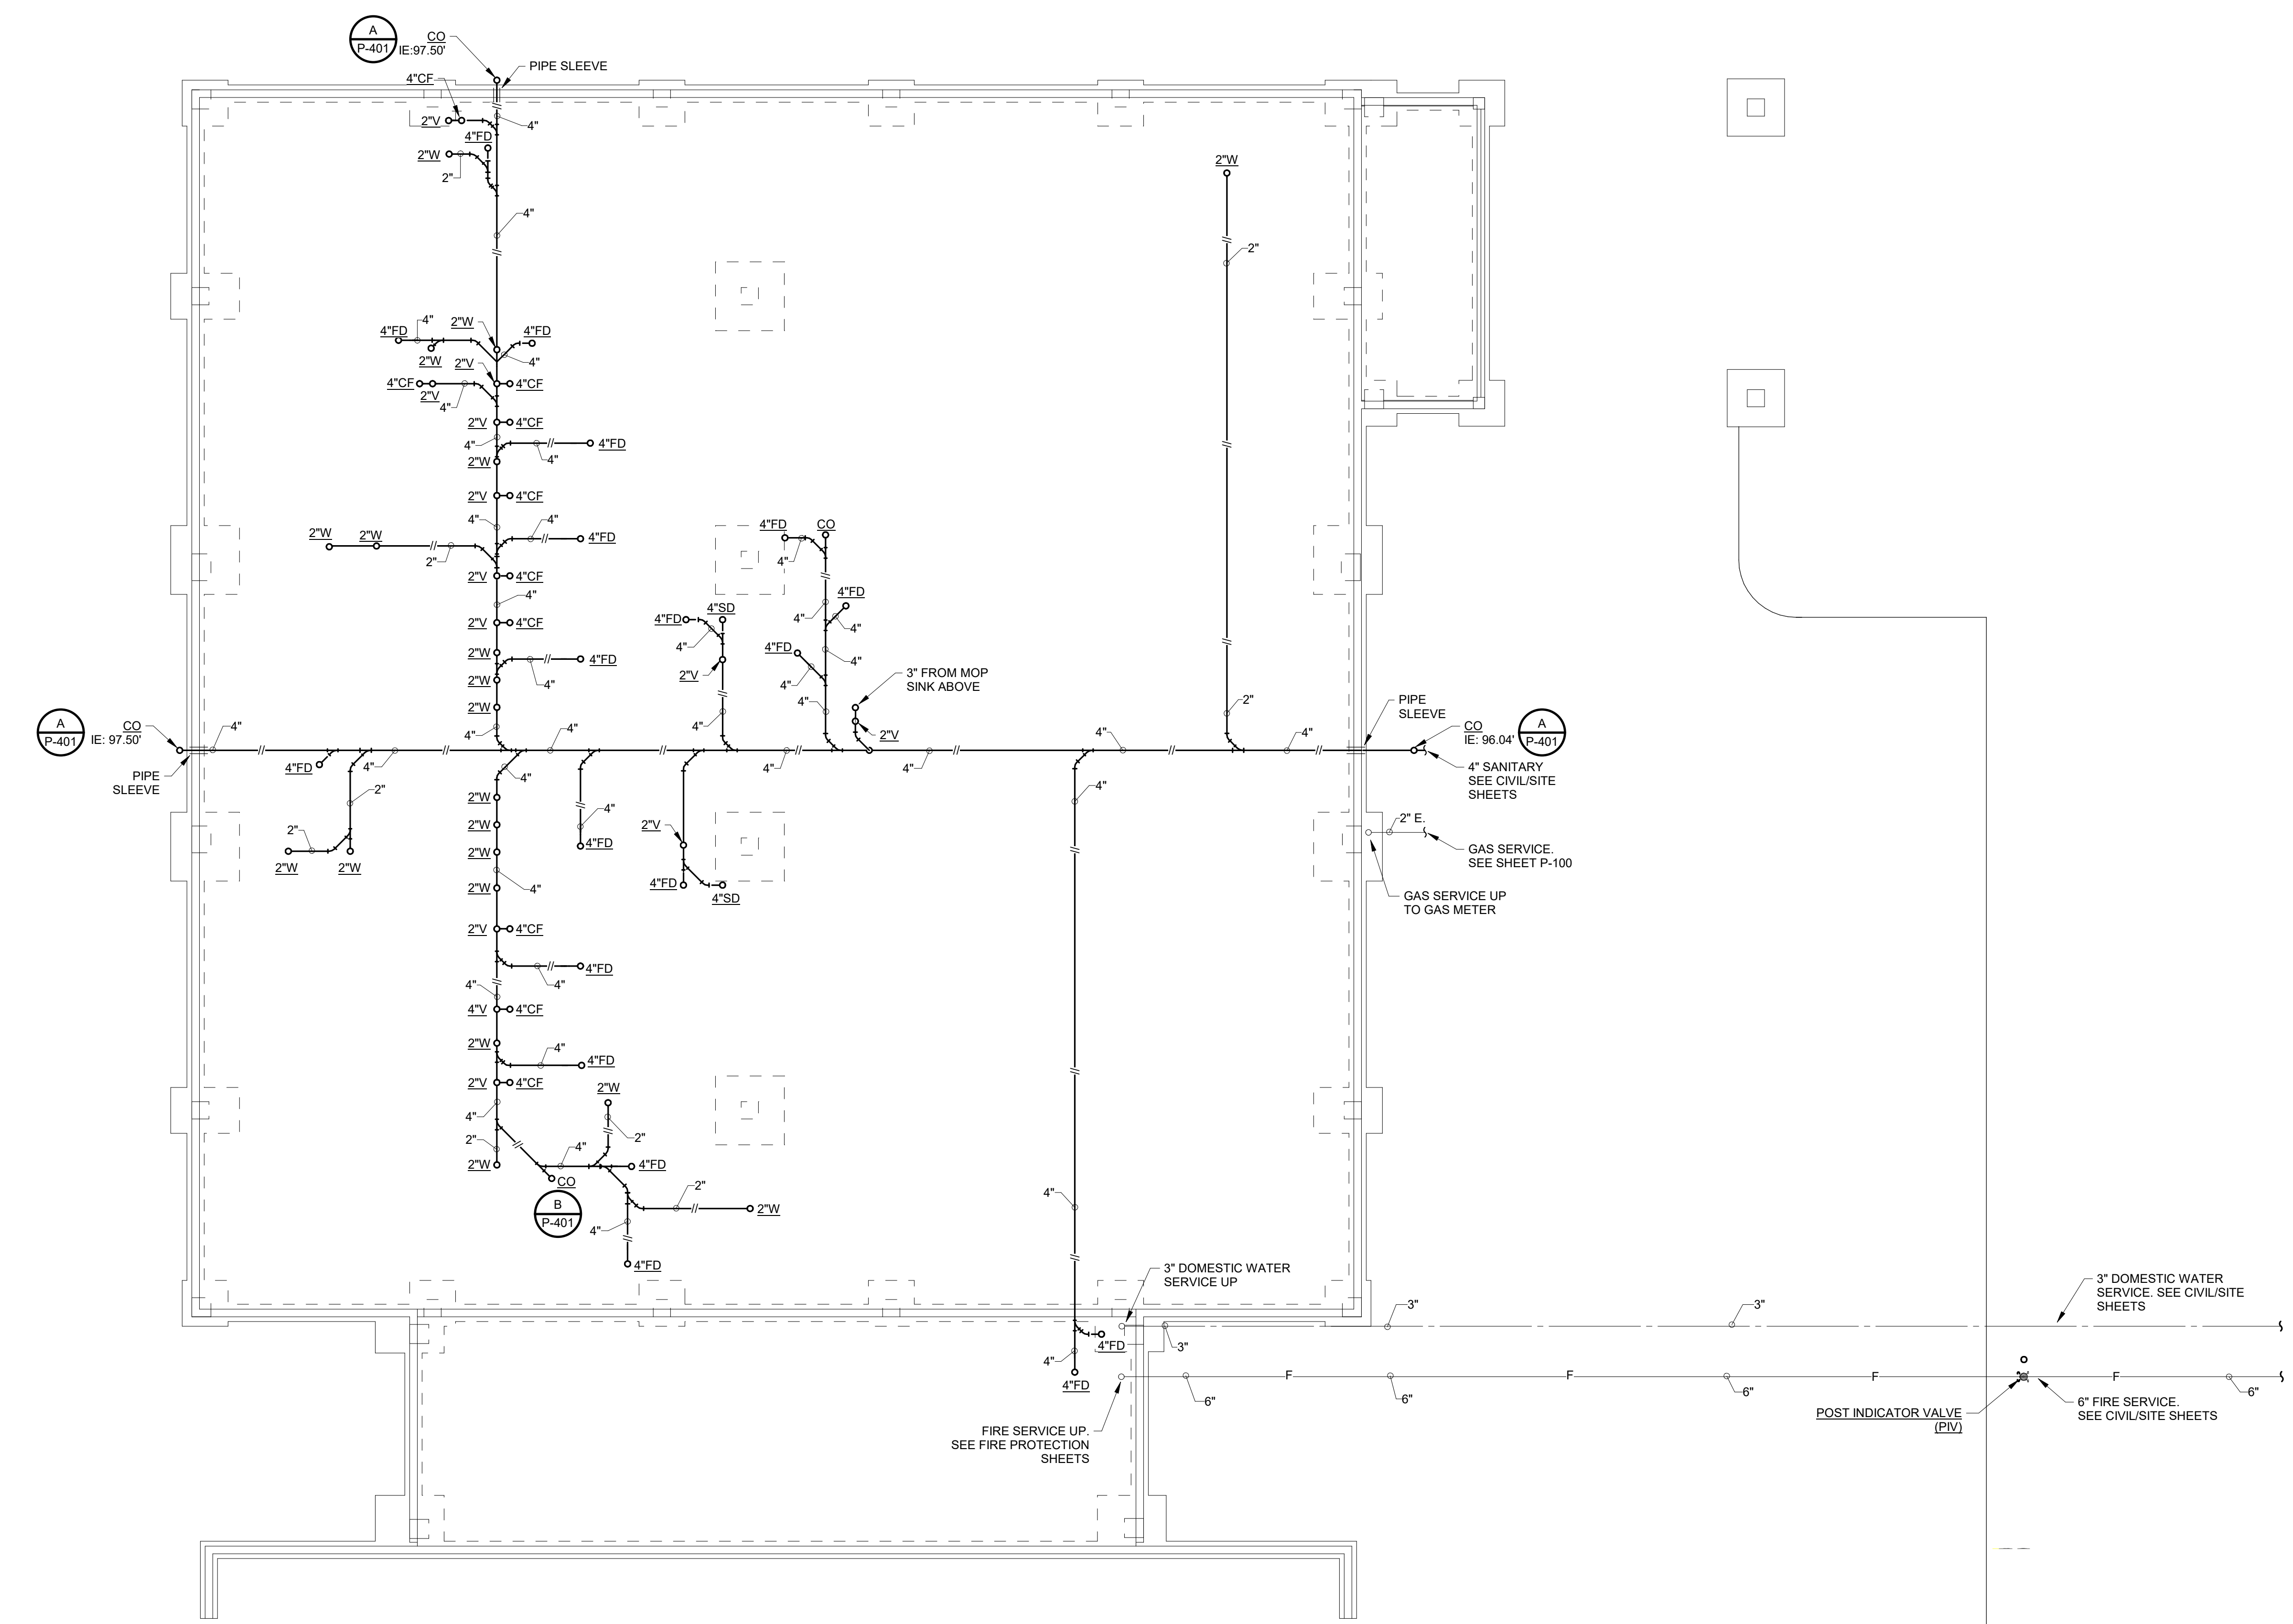 A
P-401
CO
IE:97.50'
PIPE SLEEVE
4"CF
2"V
4"
4"FD
2"W
2"
4"
2"W
2"
4"
4"FD
2"W
4"FD
2"W
4"
2"V
4"CF
2"V
4"CF
4"
2"V
4"CF
4"
4"FD
4"
2"W
2"V
4"CF
4"
4"
4"FD
2"W
2"W
2"
2"V
4"CF
4"
4"FD
CO
4"
4"FD
4"
4"
2"V
4"CF
4"FD
4"SD
4"
4"FD
4"
4"
2"W
4"FD
4"
2"W
2"V
4"
3" FROM MOP
SINK ABOVE
2"W
4"
4"
4"
2"V
2"
A
P-401
CO
IE: 97.50'
4"
PIPE
SLEEVE
4"
4"
4"
4"
4"
PIPE
SLEEVE
CO
IE: 96.04'
A
P-401
4" SANITARY
SEE CIVIL/SITE
SHEETS
4"FD
4"
2"
4"
2"W
4"
4"
2"
2"W
2"W
2"W
2"W
4"FD
2"V
2"W
4"
4"FD
4"SD
2" E.
GAS SERVICE.
SEE SHEET P-100
GAS SERVICE UP
TO GAS METER
2"V
4"CF
4"FD
4"
4"
4"V
4"CF
2"W
4"
4"FD
2"V
4"CF
2"W
4"
2"
2"
4"
2"W
4"FD
CO
B
P-401
2"
2"W
4"
4"
4"FD
3" DOMESTIC WATER
SERVICE UP
3"
3"
3" DOMESTIC WATER
SERVICE. SEE CIVIL/SITE
SHEETS
4"FD
3"
4"
4"FD
F
F
F
F
6"
6"
6"
6"
POST INDICATOR VALVE
(PIV)
6" FIRE SERVICE.
SEE CIVIL/SITE SHEETS
FIRE SERVICE UP.
SEE FIRE PROTECTION
SHEETS